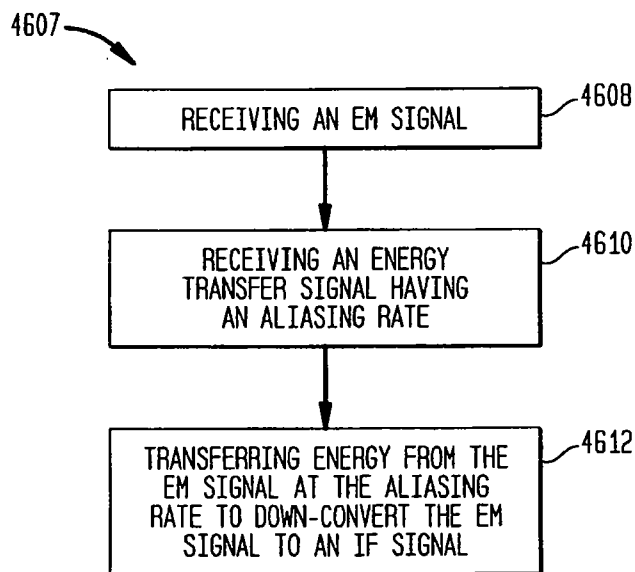 4607
RECEIVING AN EM SIGNAL
4608
RECEIVING AN ENERGY
TRANSFER SIGNAL HAVING
AN ALIASING RATE
4610
TRANSFERRING ENERGY FROM THE
EM SIGNAL AT THE ALIASING
RATE TO DOWN-CONVERT THE EM
SIGNAL TO AN IF SIGNAL
4612